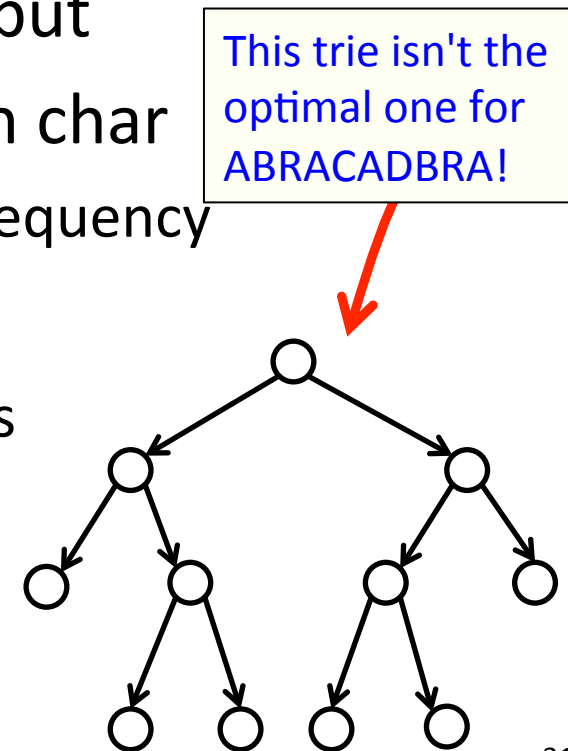 out
This trie isn't the
optimal one for
ABRACADBRA!
n char
equency
s